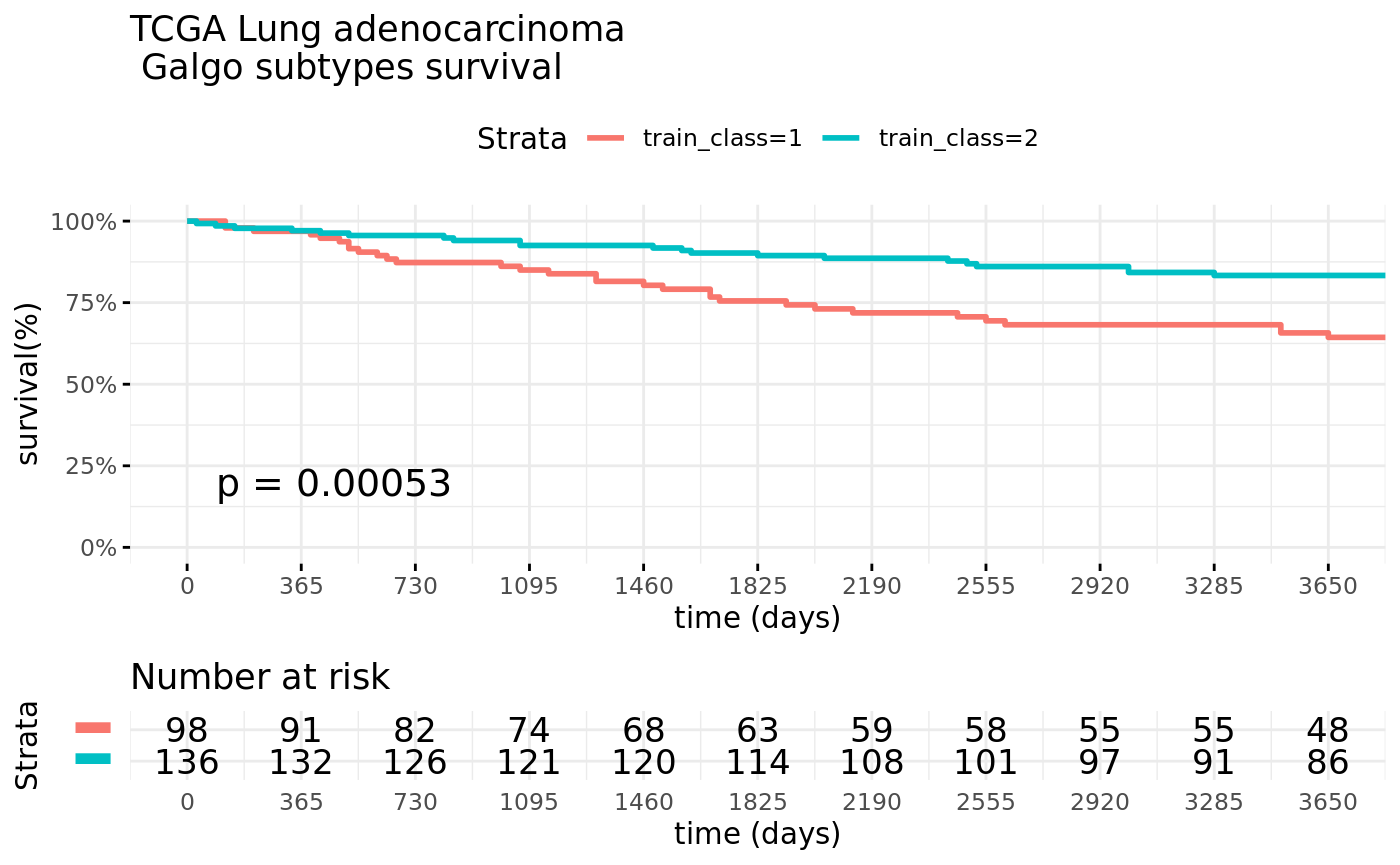 TCGA Lung adenocarcinoma
Galgo subtypes survival
Strata train_class=1 train_class=2
survival(%)
100%
75%
50%
25%
0%
p = 0.00053
0 365 730 1095 1460 1825 2190 2555 2920 3285 3650
time (days)
Number at risk
Strata
98 91 82 74 68 63 59 58 55 55 48
136 132 126 121 120 114 108 101 97 91 86
0 365 730 1095 1460 1825 2190 2555 2920 3285 3650
time (days)